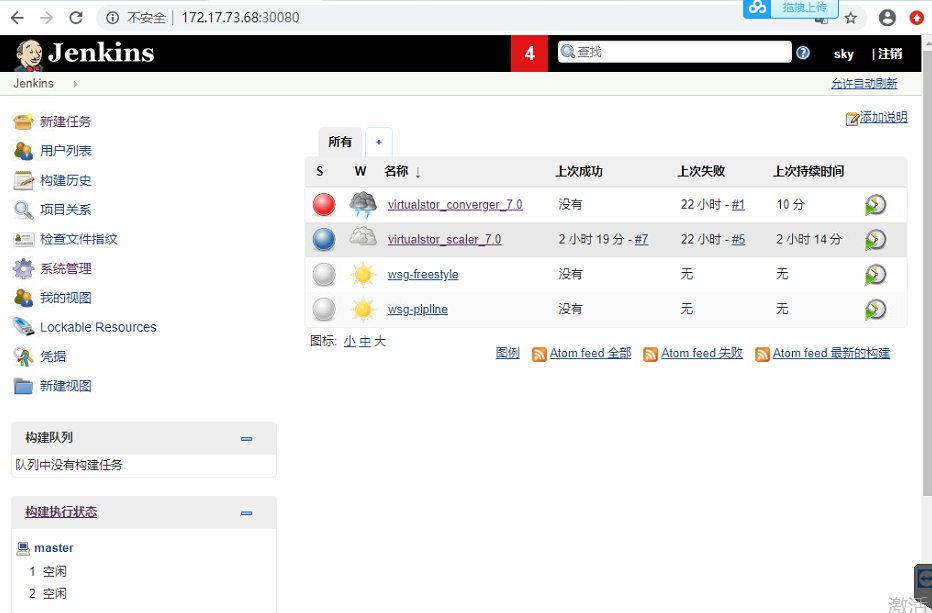 不安全 172.17.73.68:30080
拖拽上传
Jenkins
4
查找
sky | 注销
Jenkins
允许自动刷新
新建任务
用户列表
构建历史
项目关系
检查文件指纹
系统管理
我的视图
Lockable Resources
凭据
新建视图
构建队列
队列中没有构建任务
构建执行状态
master
1 空闲
2 空闲
添加说明
所有 +
S W 名称 ↓ 上次成功 上次失败 上次持续时间
virtualstor_converger_7.0 没有 22 小时 - #1 10 分
virtualstor_scaler_7.0 2 小时 19 分 - #7 22 小时 - #5 2 小时 14 分
wsg-freestyle 没有 无 无
wsg-pipline 没有 无 无
图标: 小 中 大
图例 Atom feed 全部 Atom feed 失败 Atom feed 最新的构建
激活